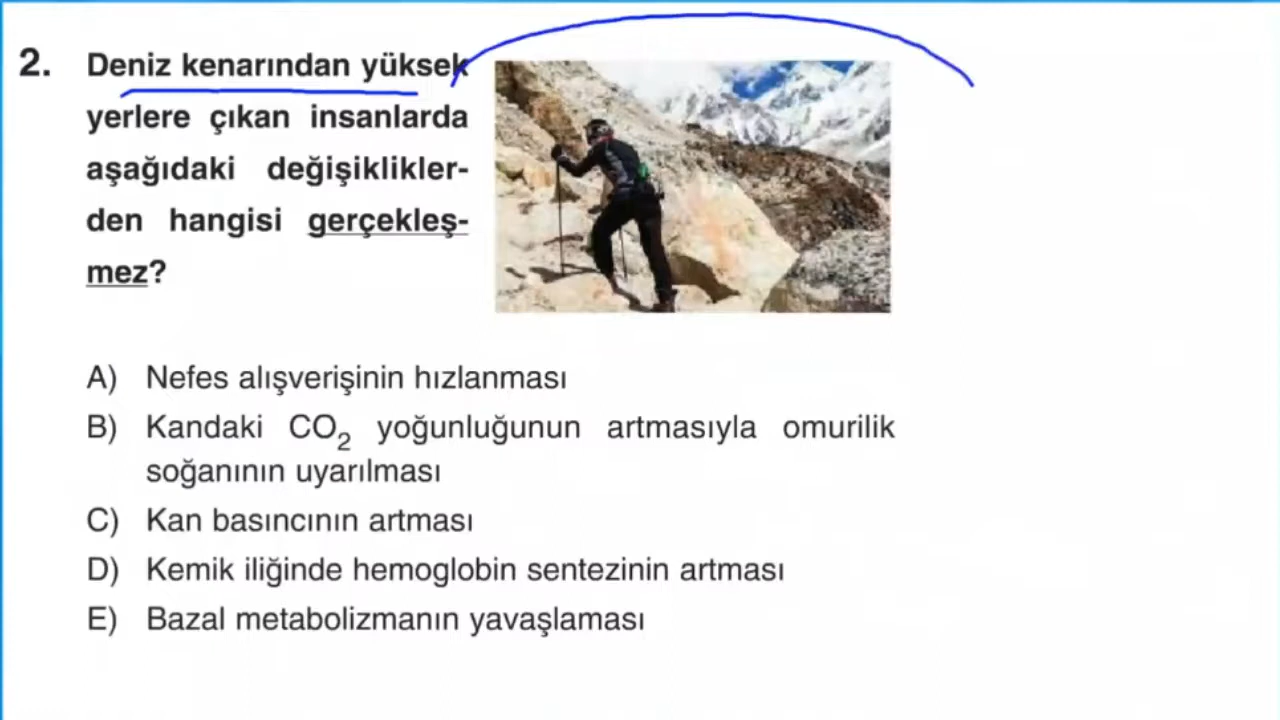 2. Deniz kenarından yüksek
yerlere çıkan insanlarda
aşağıdaki değişiklikler-
den hangisi gerçekleş-
mez?
A) Nefes alışverişinin hızlanması
B) Kandaki CO₂ yoğunluğunun artmasıyla omurilik
soğanının uyarılması
C) Kan basıncının artması
D) Kemik iliğinde hemoglobin sentezinin artması
E) Bazal metabolizmanın yavaşlaması